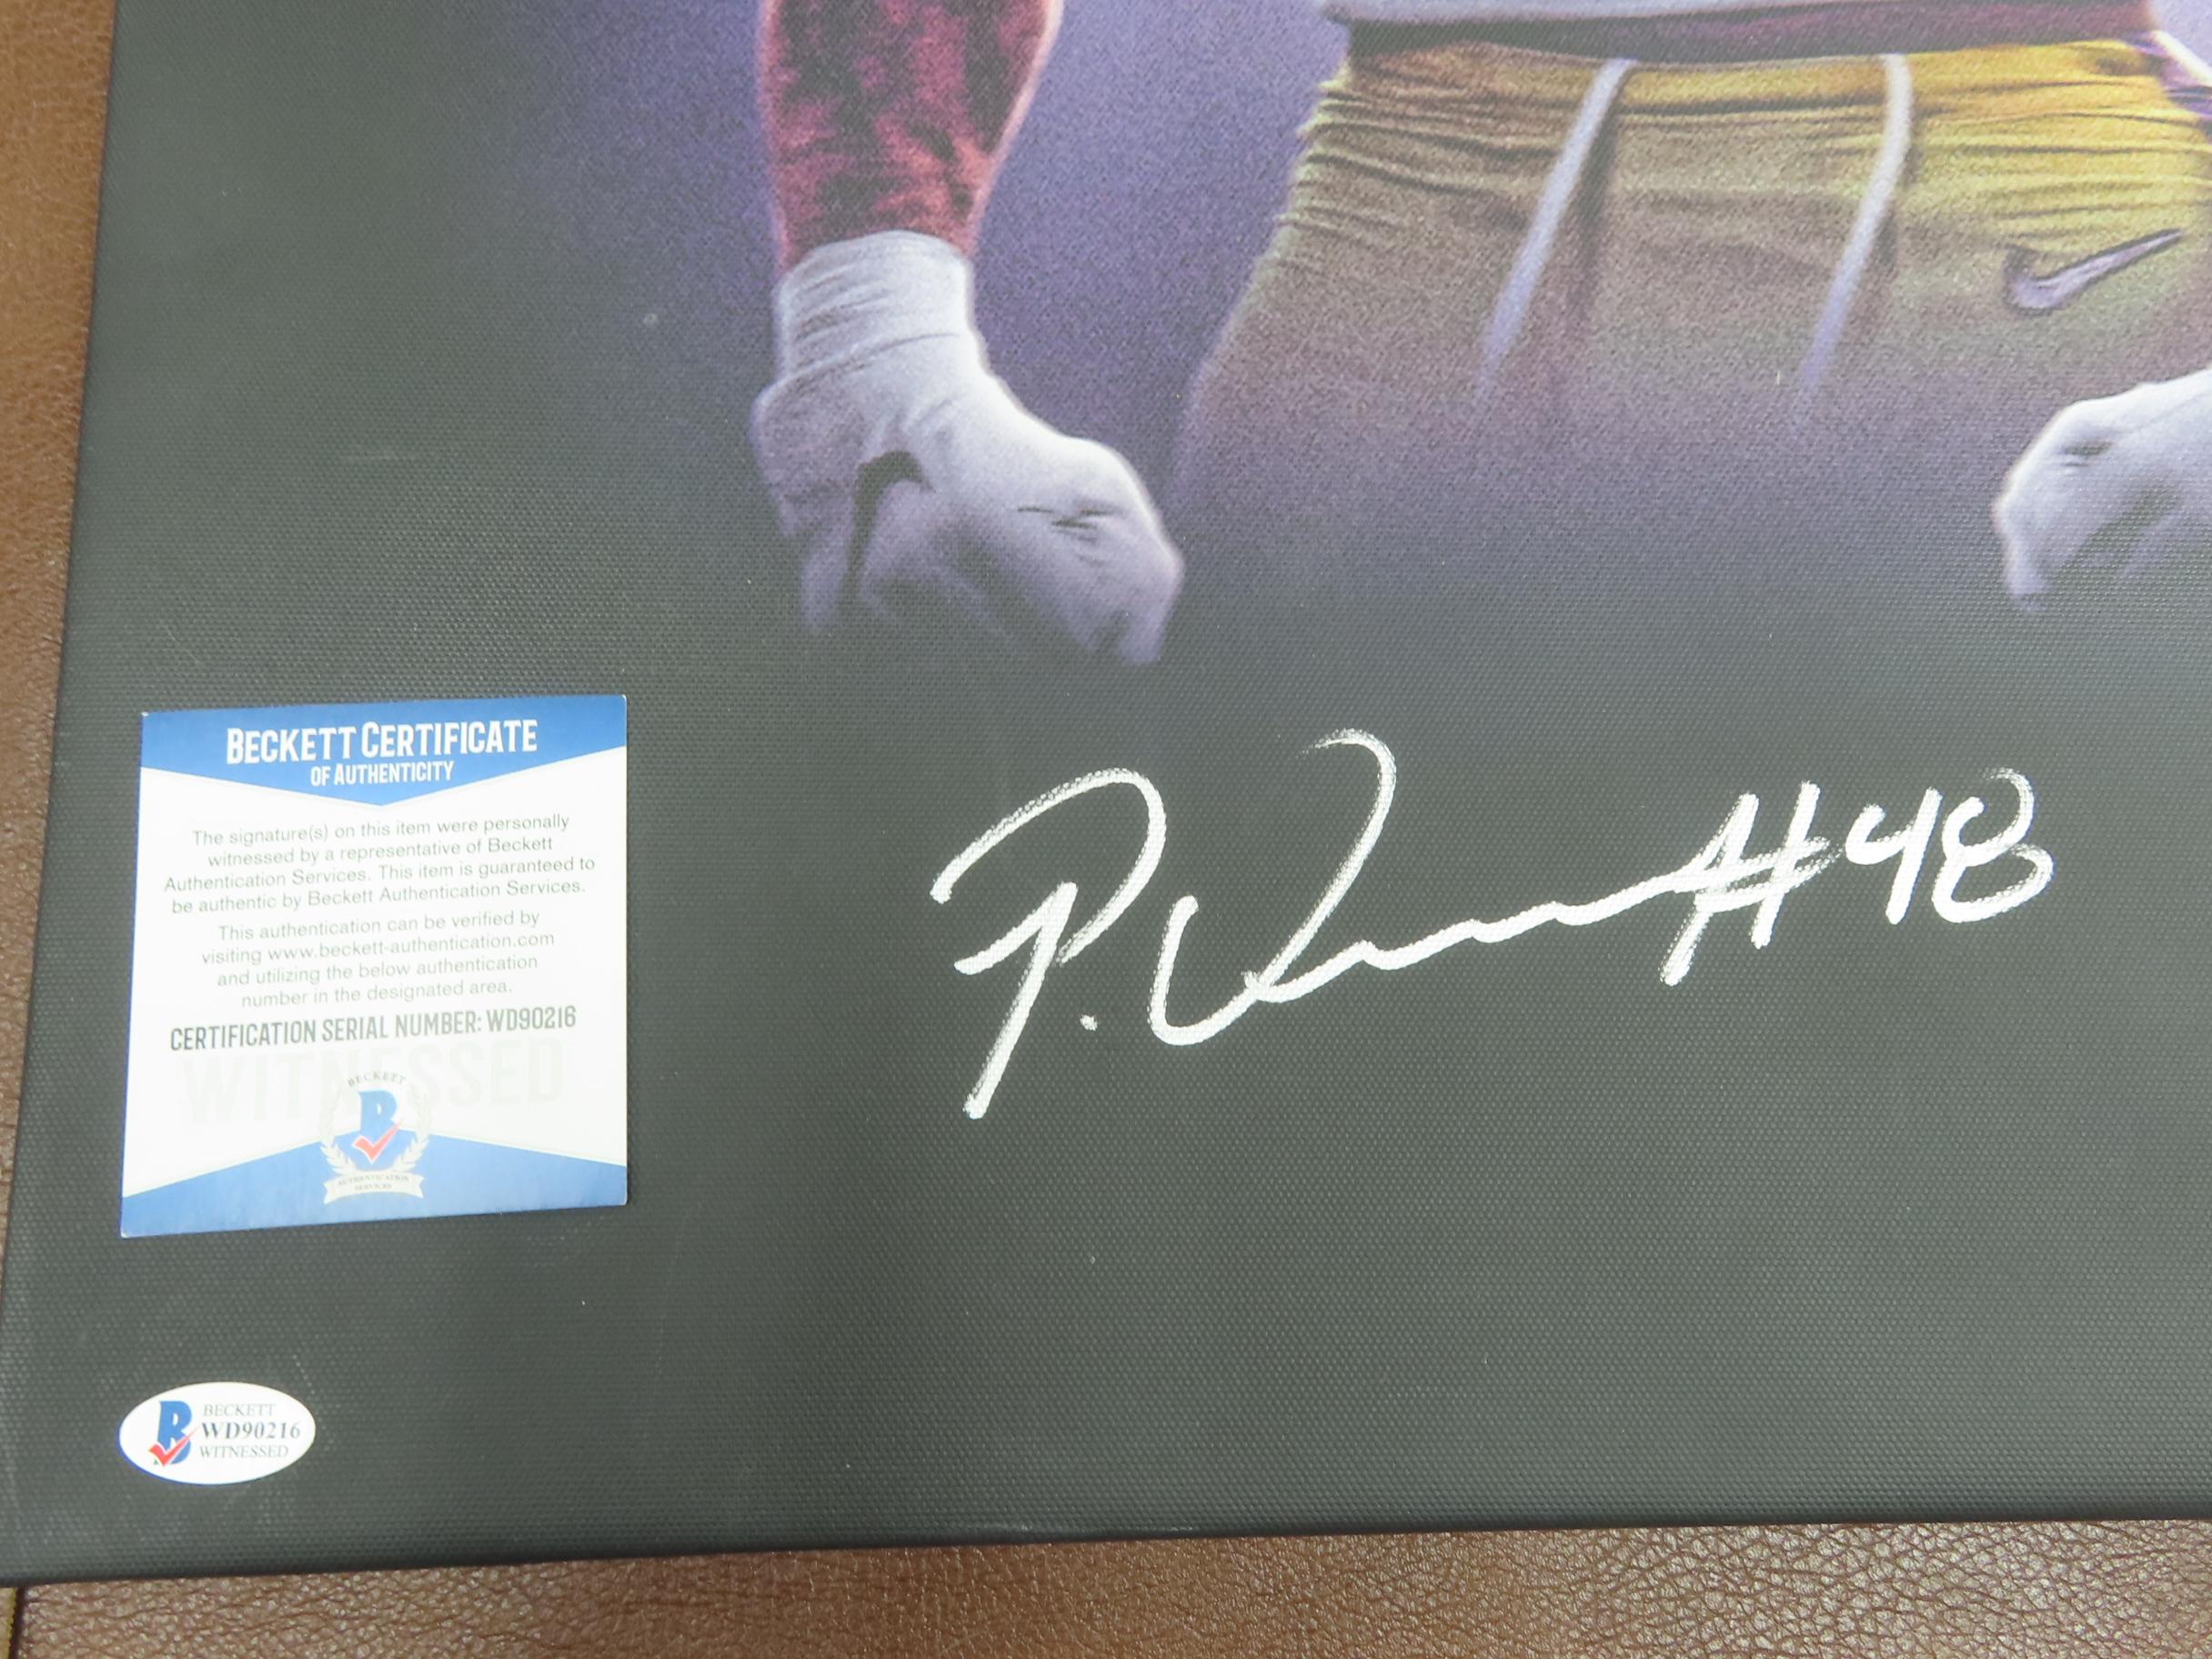 BECKETT CERTIFICATE
OF AUTHENTICITY
The signature(s) on this item were personally
witnessed by a representative of Beckett
Authentication Services. This item is guaranteed to
be authentic by Beckett Authentication Services.
This authentication can be verified by
visiting www.beckett-authentication.com
and utilizing the below authentication
number in the designated area.
CERTIFICATION SERIAL NUMBER: WD90216
WITNESSED
BECKETT
B
AUTHENTICATION
SERVICES
P. #48
B
BECKETT
WD90216
WITNESSED